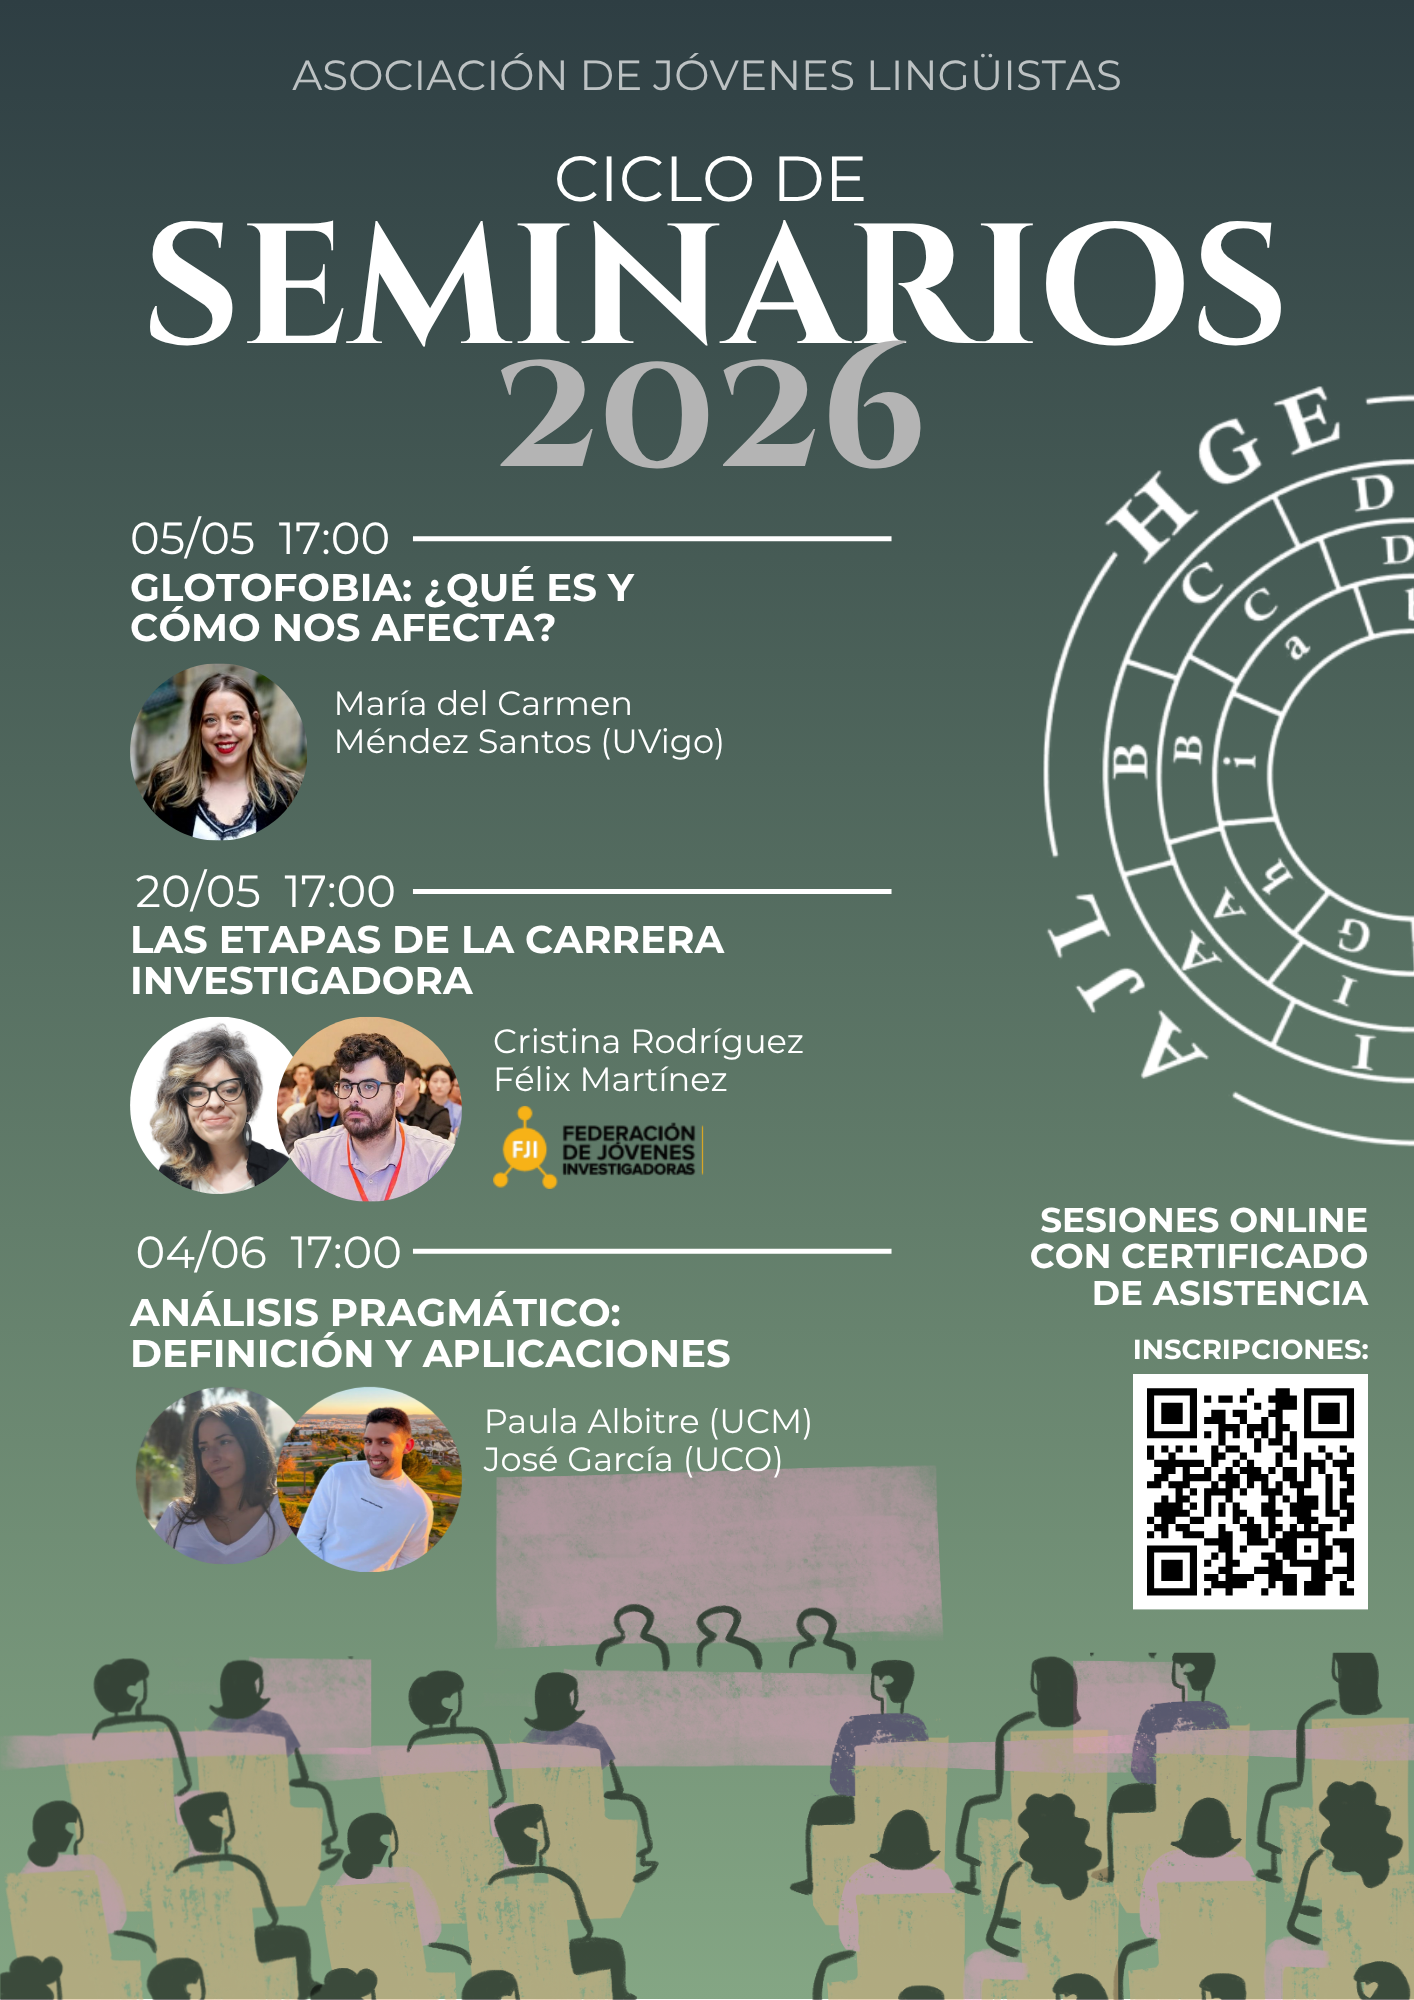 ASOCIACIÓN DE JÓVENES LINGÜISTAS
CICLO DE
SEMINARIOS
2026
05/05 17:00
GLOTOFOBIA: ¿QUÉ ES Y
CÓMO NOS AFECTA?
María del Carmen
Méndez Santos (UVigo)
20/05 17:00
LAS ETAPAS DE LA CARRERA
INVESTIGADORA
Cristina Rodríguez
Félix Martínez
FJI
FEDERACIÓN
DE JÓVENES
INVESTIGADORAS
04/06 17:00
ANÁLISIS PRAGMÁTICO:
DEFINICIÓN Y APLICACIONES
Paula Albitre (UCM)
José García (UCO)
A J L
H G E
B C D
B C D
i a
A I
A I
h G
SESIONES ONLINE
CON CERTIFICADO
DE ASISTENCIA
INSCRIPCIONES: